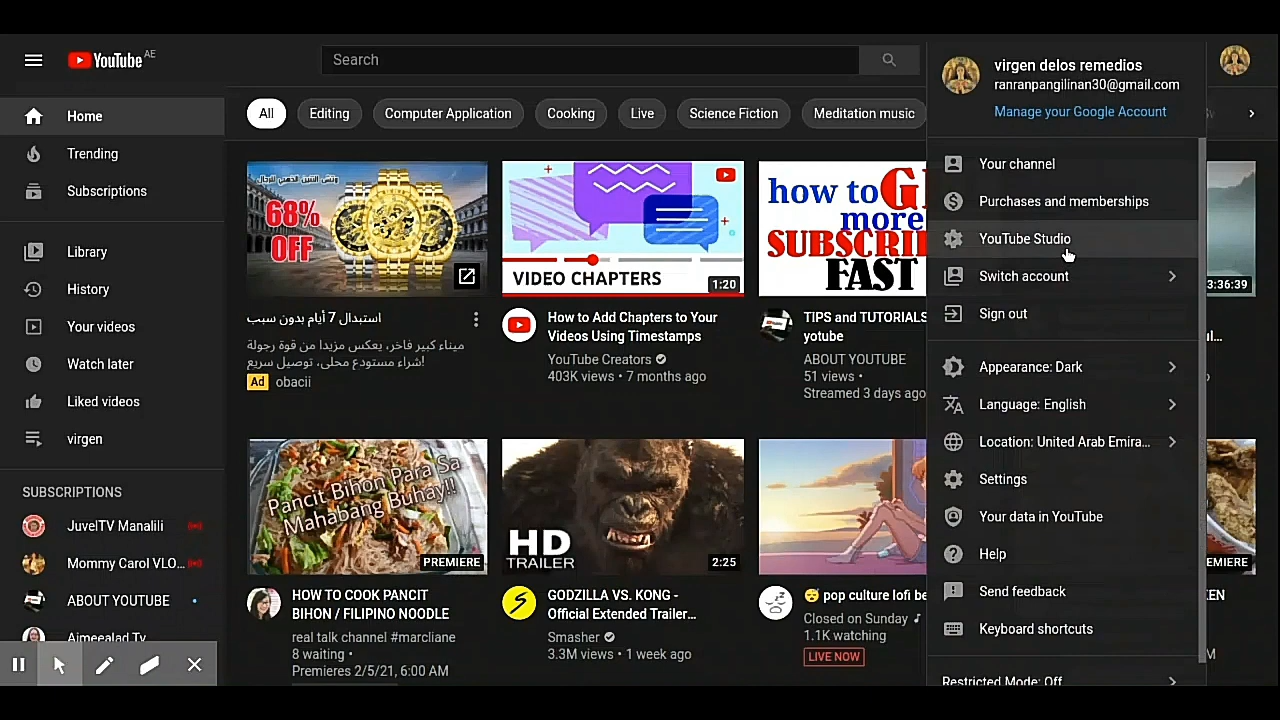 YouTube AE
Search
Home
Trending
Subscriptions
Library
History
Your videos
Watch later
Liked videos
virgen
SUBSCRIPTIONS
JuvelTV Manalili
Mommy Carol VLO...
ABOUT YOUTUBE
Aimeealad Tv
All
Editing
Computer Application
Cooking
Live
Science Fiction
Meditation music
68%
OFF
استبدال 7 أيام بدون سبب
ميناء كبير فاخر، يعكس مزيدا من قوة رجولة
شراء مستودع محلى، توصيل سريع!
Ad obacii
VIDEO CHAPTERS
1:20
How to Add Chapters to Your
Videos Using Timestamps
YouTube Creators
403K views • 7 months ago
how to G
more
SUBSCRI
FAST
TIPS and TUTORIALS
yotube
ABOUT YOUTUBE
51 views •
Streamed 3 days ago
3:36:39
Pancit Bihon Para Sa
Mahabang Buhay!!
PREMIERE
HOW TO COOK PANCIT
BIHON / FILIPINO NOODLE
real talk channel #marcliane
8 waiting •
Premieres 2/5/21, 6:00 AM
HD
TRAILER
2:25
GODZILLA VS. KONG -
Official Extended Trailer...
Smasher
3.3M views • 1 week ago
pop culture lofi be
Closed on Sunday
1.1K watching
LIVE NOW
EMIERE
virgen delos remedios
ranranpangilinan30@gmail.com
Manage your Google Account
Your channel
Purchases and memberships
YouTube Studio
Switch account
Sign out
Appearance: Dark
Language: English
Location: United Arab Emira...
Settings
Your data in YouTube
Help
Send feedback
Keyboard shortcuts
Restricted Mode: Off